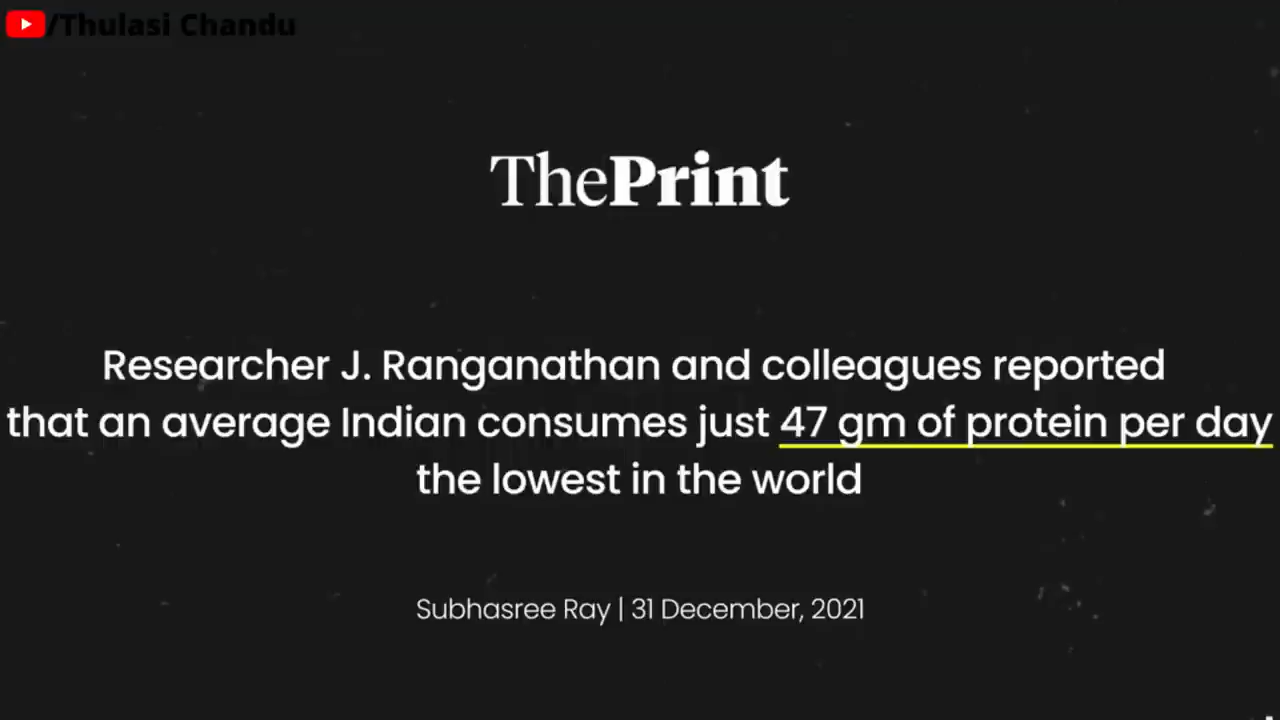 /Thulasi Chandu
ThePrint
Researcher J. Ranganathan and colleagues reported
that an average Indian consumes just 47 gm of protein per day
the lowest in the world
Subhasree Ray | 31 December, 2021